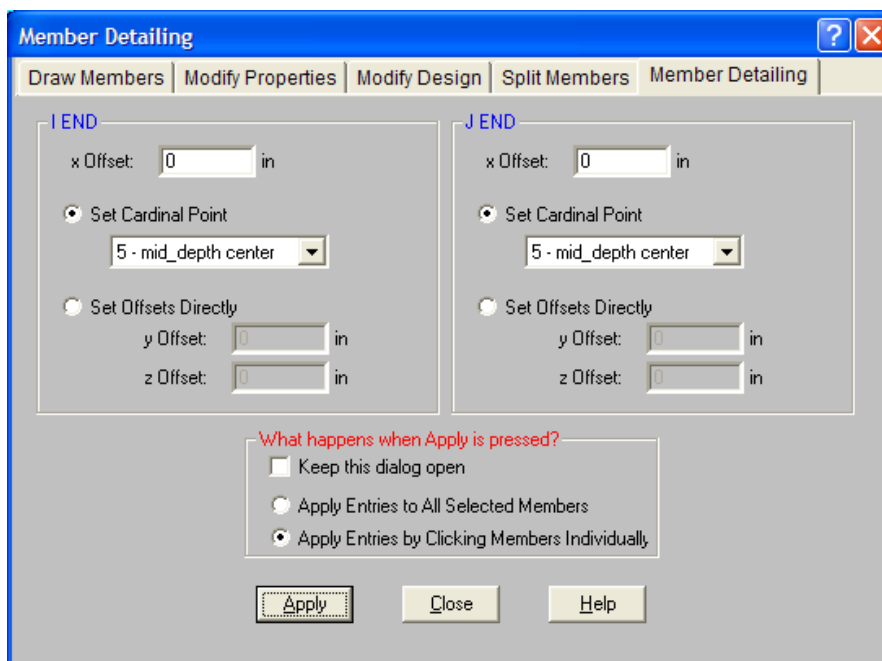 Member Detailing
Draw Members Modify Properties Modify Design Split Members Member Detailing
I END
x Offset: 0 in
Set Cardinal Point
5 - mid_depth center
Set Offsets Directly
y Offset: 0 in
z Offset: 0 in
J END
x Offset: 0 in
Set Cardinal Point
5 - mid_depth center
Set Offsets Directly
y Offset: 0 in
z Offset: 0 in
What happens when Apply is pressed?
Keep this dialog open
Apply Entries to All Selected Members
Apply Entries by Clicking Members Individually
Apply Close Help